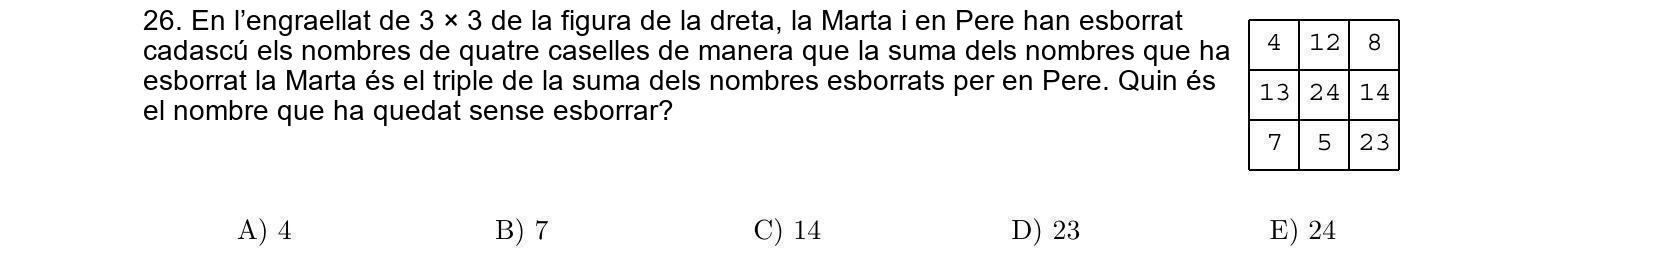 26. En l’engraellat de 3 × 3 de la figura de la dreta, la Marta i en Pere han esborrat
cadascú els nombres de quatre caselles de manera que la suma dels nombres que ha
esborrat la Marta és el triple de la suma dels nombres esborrats per en Pere. Quin és
el nombre que ha quedat sense esborrar?
4 12 8
13 24 14
7 5 23
A) 4 B) 7 C) 14 D) 23 E) 24